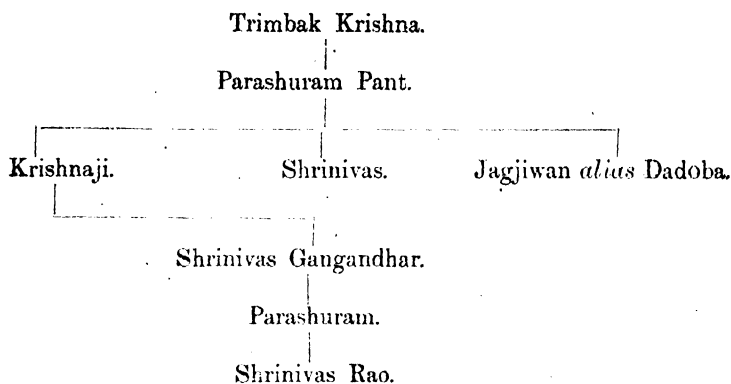 Trimbak Krishna.
Parashuram Pant.
Krishnaji. Shrinivas. Jagjiwan alias Dadoba.
Shrinivas Gangandhar.
Parashuram.
Shrinivas Rao.